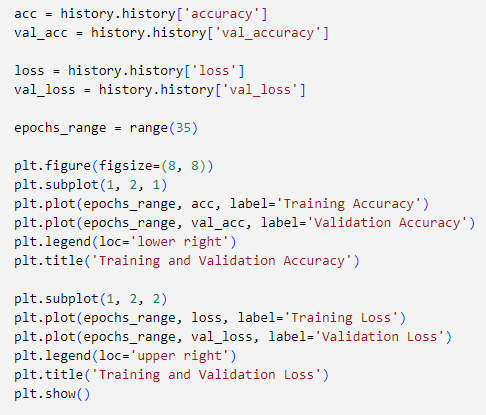 acc = history.history['accuracy']
val_acc = history.history['val_accuracy']
loss = history.history['loss']
val_loss = history.history['val_loss']
epochs_range = range(35)
plt.figure(figsize=(8, 8))
plt.subplot(1, 2, 1)
plt.plot(epochs_range, acc, label='Training Accuracy')
plt.plot(epochs_range, val_acc, label='Validation Accuracy')
plt.legend(loc='lower right')
plt.title('Training and Validation Accuracy')
plt.subplot(1, 2, 2)
plt.plot(epochs_range, loss, label='Training Loss')
plt.plot(epochs_range, val_loss, label='Validation Loss')
plt.legend(loc='upper right')
plt.title('Training and Validation Loss')
plt.show()